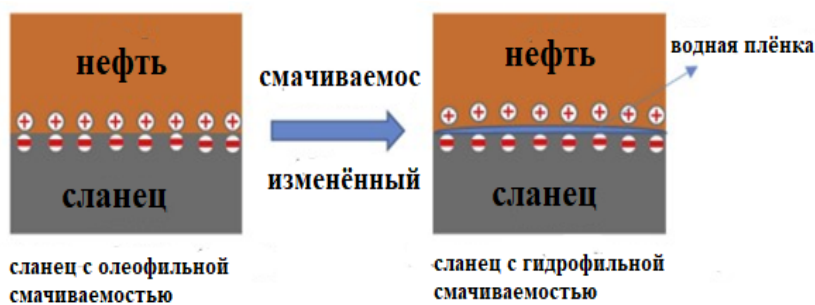 нефть
сланец
сланец с олеофильной
смачиваемостью
смачиваемос
изменённый
нефть
водная плёнка
сланец
сланец с гидрофильной
смачиваемостью